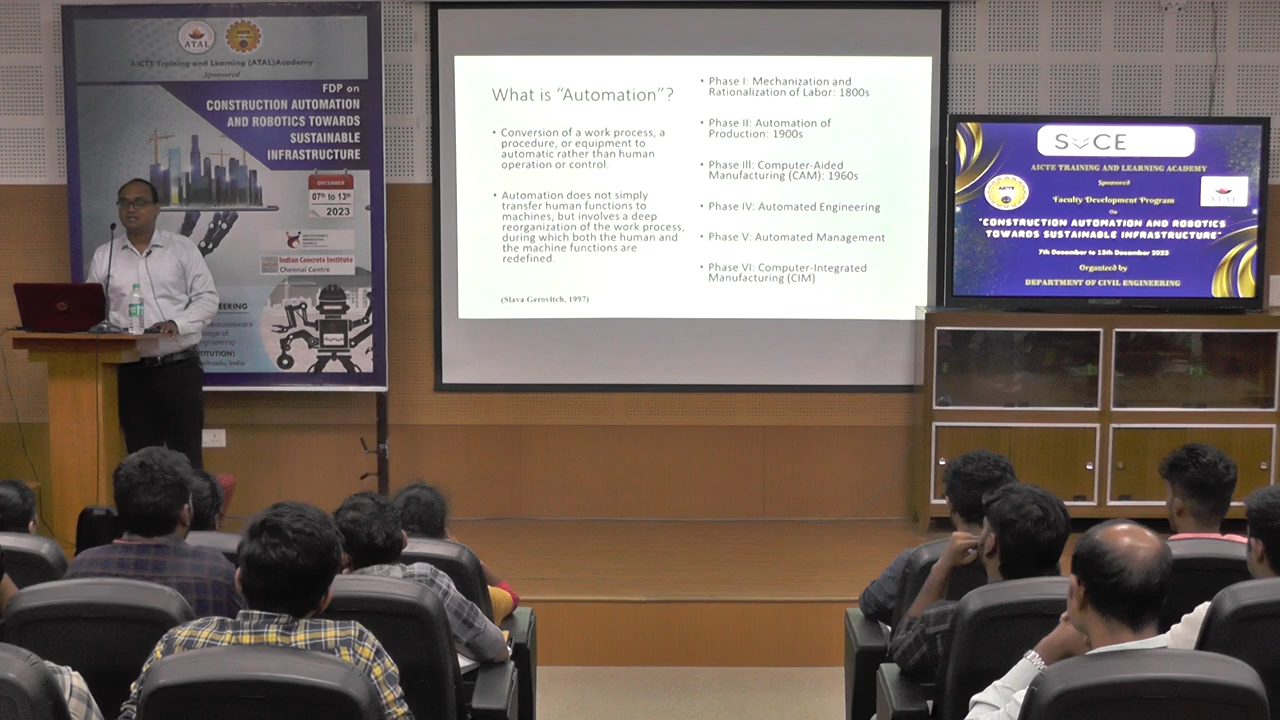 ATAL
AICTE Training and Learning (ATAL)Academy
Sponsored
FDP on
CONSTRUCTION AUTOMATION
AND ROBOTICS TOWARDS
SUSTAINABLE
INFRASTRUCTURE
DECEMBER
07th to 13th
2023
Indian Concrete Institute
Chennai Centre
What is “Automation”?
• Conversion of a work process, a
procedure, or equipment to
automatic rather than human
operation or control.
• Automation does not simply
transfer human functions to
machines, but involves a deep
reorganization of the work process,
during which both the human and
the machine functions are
redefined.
(Slava Gerovitch, 1997)
• Phase I: Mechanization and
Rationalization of Labor: 1800s
• Phase II: Automation of
Production: 1900s
• Phase III: Computer-Aided
Manufacturing (CAM): 1960s
• Phase IV: Automated Engineering
• Phase V: Automated Management
• Phase VI: Computer-Integrated
Manufacturing (CIM)
SVCE
AICTE TRAINING AND LEARNING ACADEMY
Sponsored
Faculty Development Program
On
"CONSTRUCTION AUTOMATION AND ROBOTICS
TOWARDS SUSTAINABLE INFRASTRUCTURE"
7th December to 13th December 2023
Organized by
DEPARTMENT OF CIVIL ENGINEERING